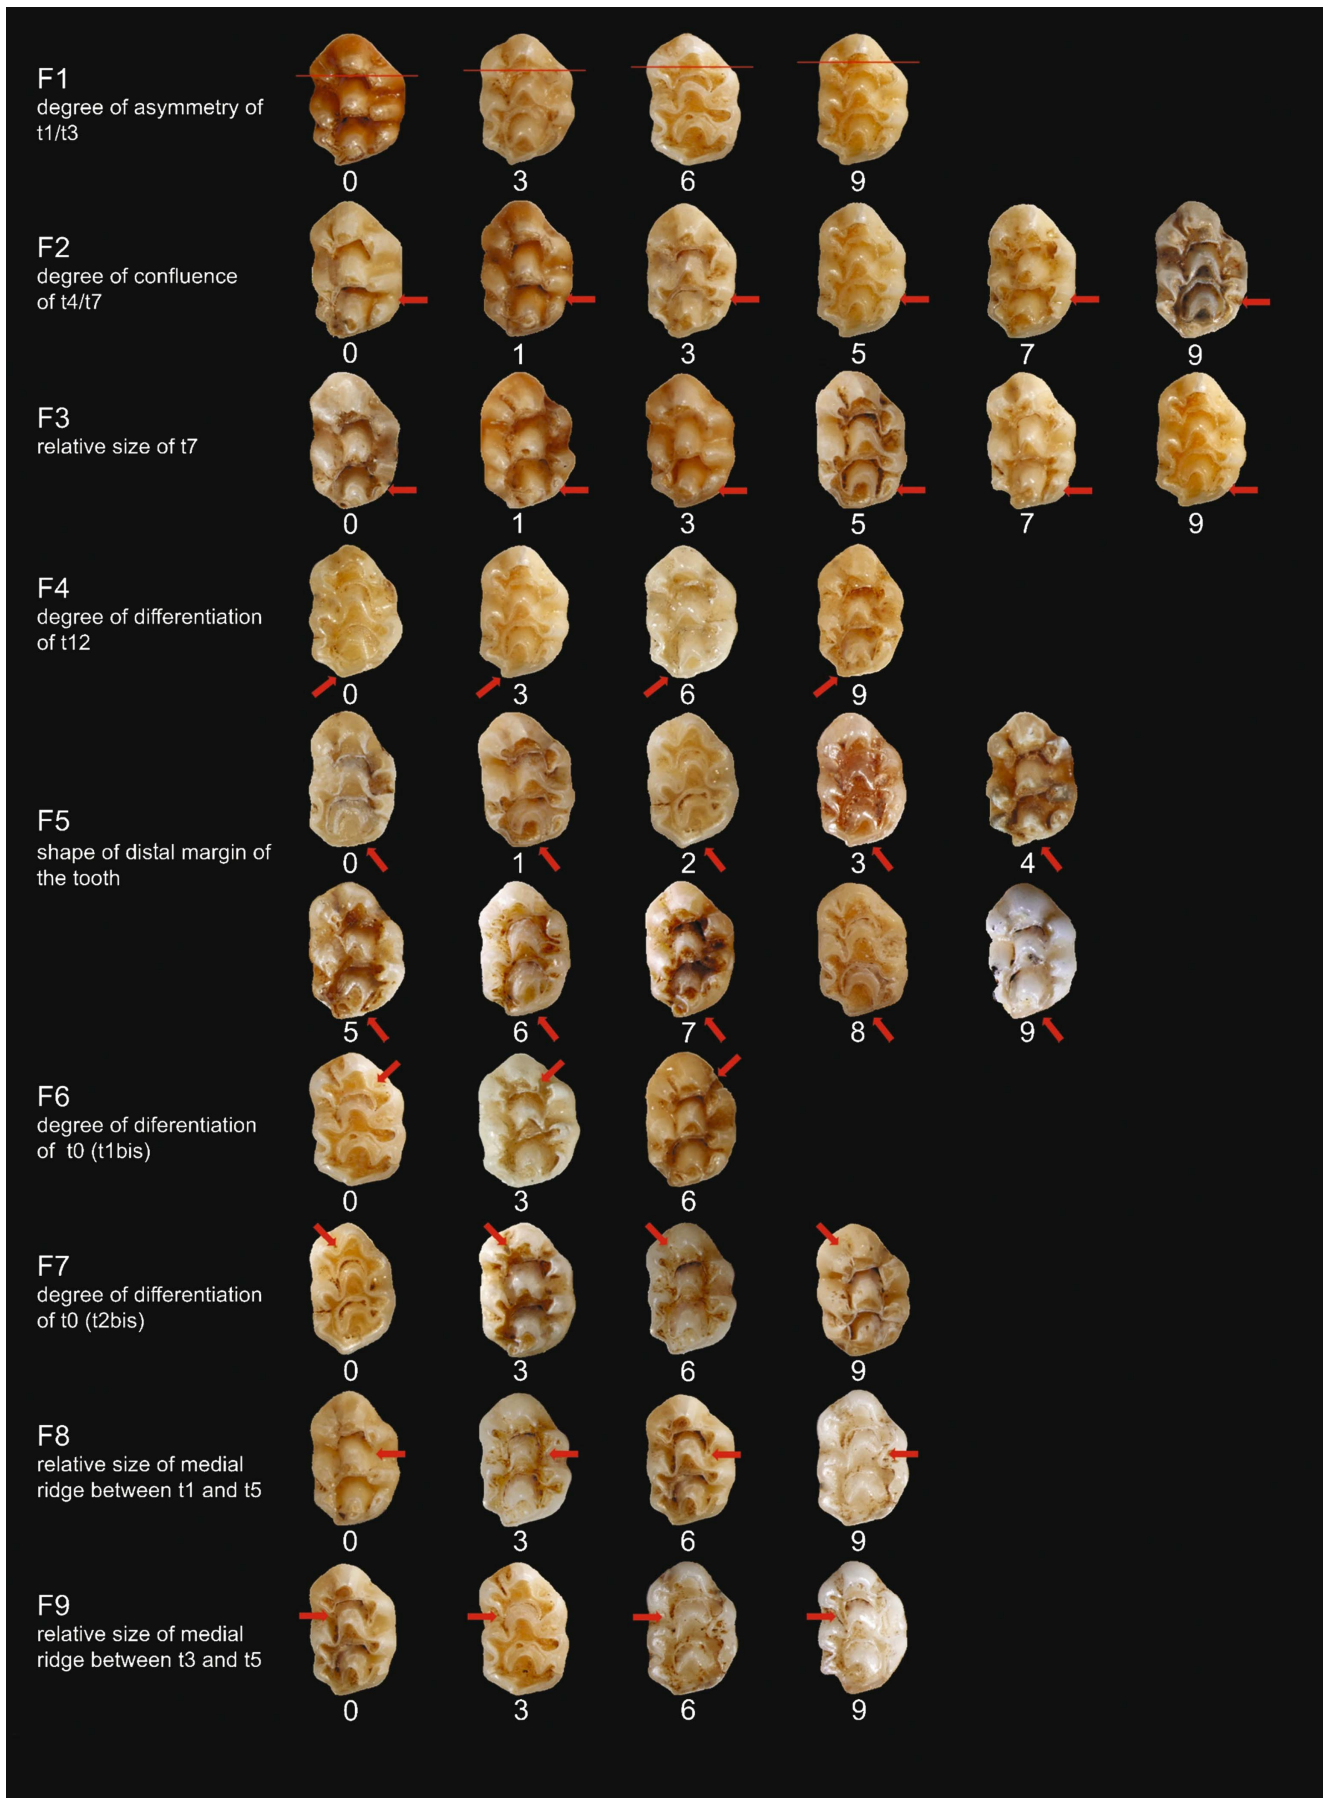 F1
degree of asymmetry of
t1/t3
0 3 6 9
F2
degree of confluence
of t4/t7
0 1 3 5 7 9
F3
relative size of t7
0 1 3 5 7 9
F4
degree of differentiation
of t12
0 3 6 9
F5
shape of distal margin of
the tooth
0 1 2 3 4
5 6 7 8 9
F6
degree of diferentiation
of t0 (t1bis)
0 3 6
F7
degree of differentiation
of t0 (t2bis)
0 3 6 9
F8
relative size of medial
ridge between t1 and t5
0 3 6 9
F9
relative size of medial
ridge between t3 and t5
0 3 6 9